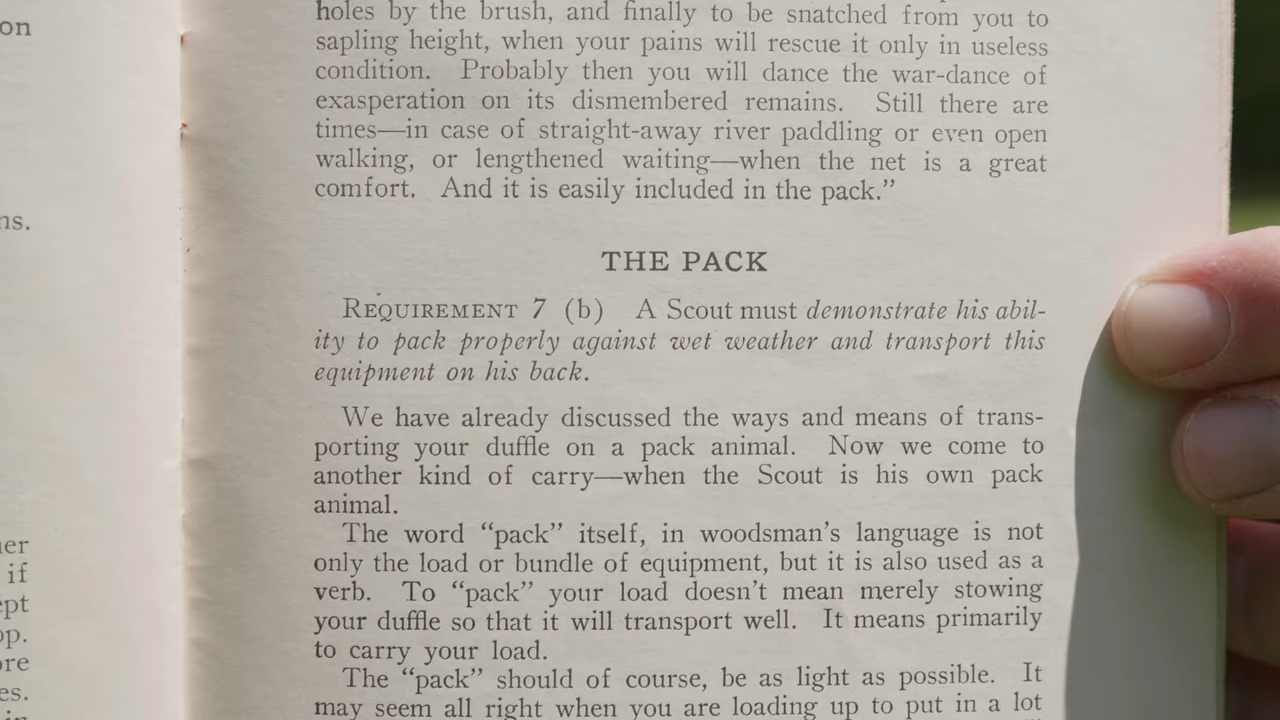 on
ns.
if
holes by the brush, and finally to be snatched from you to
sapling height, when your pains will rescue it only in useless
condition. Probably then you will dance the war-dance of
exasperation on its dismembered remains. Still there are
times—in case of straight-away river paddling or even open
walking, or lengthened waiting—when the net is a great
comfort. And it is easily included in the pack.”
THE PACK
REQUIREMENT 7 (b) A Scout must demonstrate his abil-
ity to pack properly against wet weather and transport this
equipment on his back.
We have already discussed the ways and means of trans-
porting your duffle on a pack animal. Now we come to
another kind of carry—when the Scout is his own pack
animal.
The word “pack” itself, in woodsman’s language is not
only the load or bundle of equipment, but it is also used as a
verb. To “pack” your load doesn’t mean merely stowing
your duffle so that it will transport well. It means primarily
to carry your load.
The “pack” should of course, be as light as possible. It
may seem all right when you are loading up to put in a lot